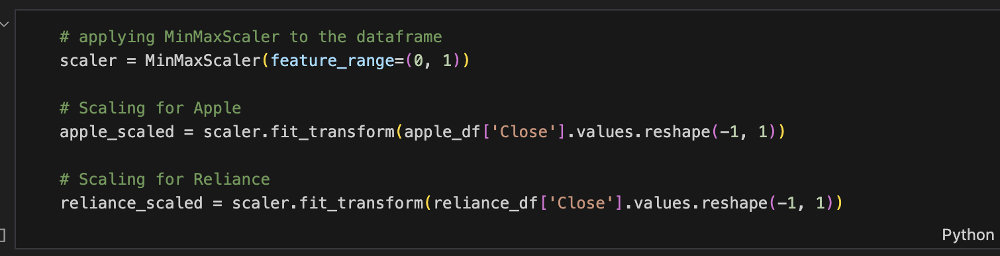 # applying MinMaxScaler to the dataframe
scaler = MinMaxScaler(feature_range=(0, 1))
# Scaling for Apple
apple_scaled = scaler.fit_transform(apple_df['Close'].values.reshape(-1, 1))
# Scaling for Reliance
reliance_scaled = scaler.fit_transform(reliance_df['Close'].values.reshape(-1, 1))
]
Python